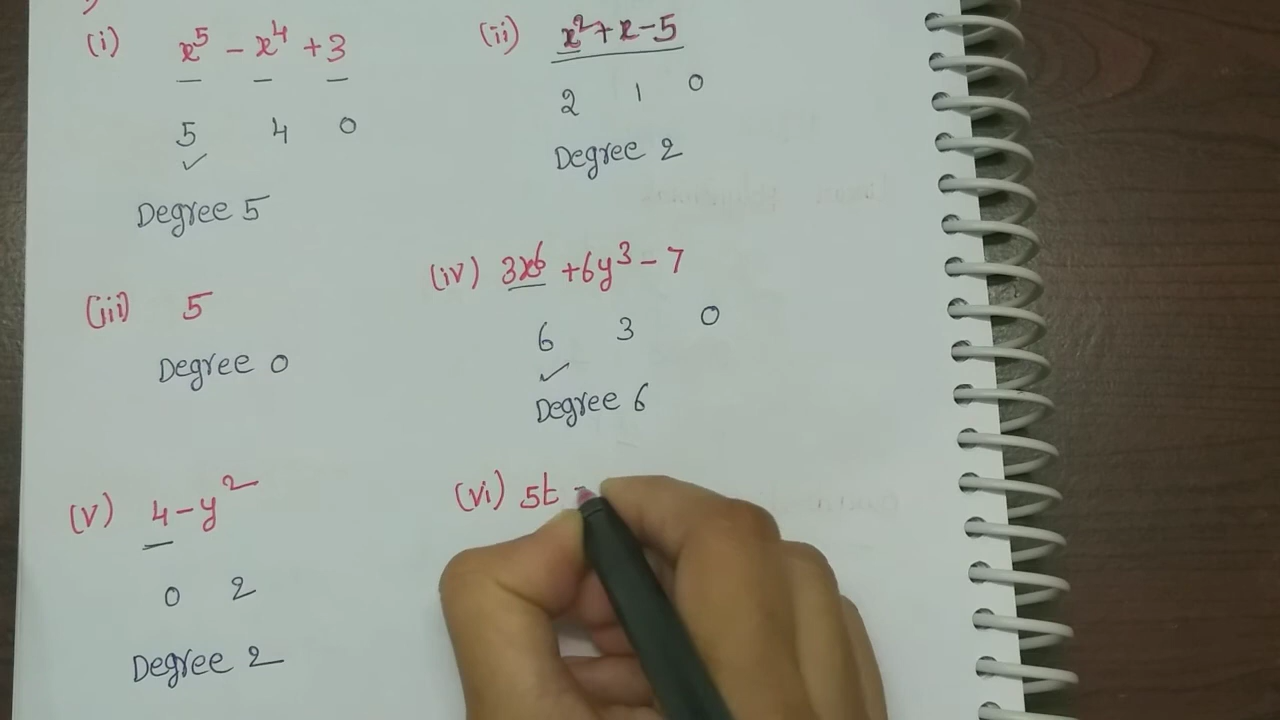 (i) x⁵ - x⁴ + 3
5 4 0
✓
Degree 5
(ii) x² + x - 5
2 1 0
Degree 2
(iii) 5
Degree 0
(iv) 3x⁶ + 6y³ - 7
6 3 0
✓
Degree 6
(v) 4 - y²
0 2
Degree 2
(vi) 5t -